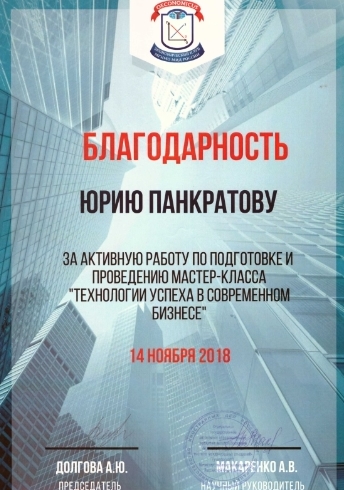 OECONOMICUS
БЛАГОДАРНОСТЬ
ЮРИЮ ПАНКРАТОВУ
ЗА АКТИВНУЮ РАБОТУ ПО ПОДГОТОВКЕ И
ПРОВЕДЕНИЮ МАСТЕР-КЛАССА
"ТЕХНОЛОГИИ УСПЕХА В СОВРЕМЕННОМ
БИЗНЕСЕ"
14 НОЯБРЯ 2018
ДОЛГОВА А.Ю. МАКАРЕНКО А.В.
ПРЕДСЕДАТЕЛЬ НАУЧНЫЙ РУКОВОДИТЕЛЬ